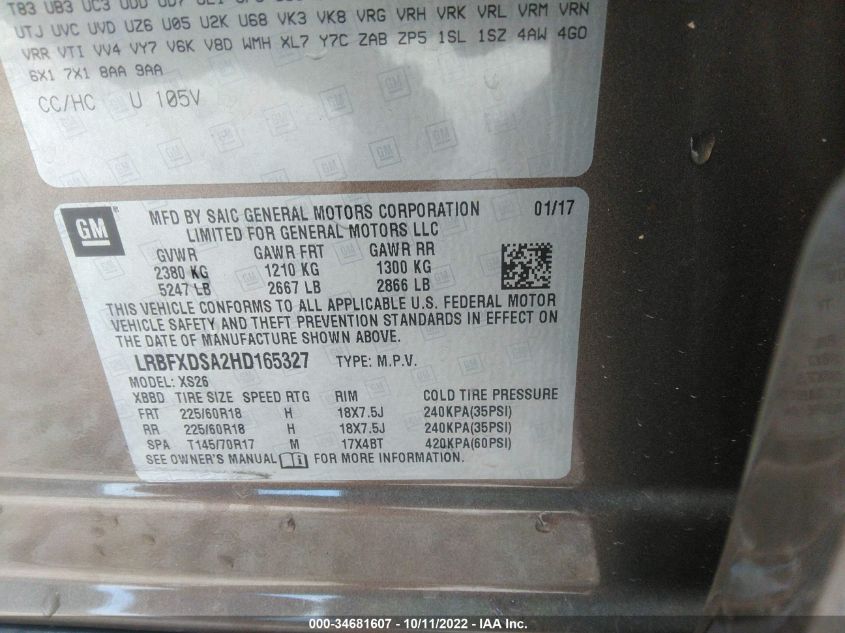 T83 UB3 UC3 UDD UD7
UTJ UVC UVD UZ6 U05 U2K U68 VK3 VK8 VRG VRH VRK VRL VRM VRN
VRR VTI VV4 VY7 V6K V8D WMH XL7 Y7C ZAB ZP5 1SL 1SZ 4AW 4GO
6X1 7X1 8AA 9AA
CC/HC U 105V
GM
MFD BY SAIC GENERAL MOTORS CORPORATION 01/17
LIMITED FOR GENERAL MOTORS LLC
GVWR GAWR FRT GAWR RR
2380 KG 1210 KG 1300 KG
5247 LB 2667 LB 2866 LB
THIS VEHICLE CONFORMS TO ALL APPLICABLE U.S. FEDERAL MOTOR
VEHICLE SAFETY AND THEFT PREVENTION STANDARDS IN EFFECT ON
THE DATE OF MANUFACTURE SHOWN ABOVE.
LRBFXDSA2HD165327 TYPE: M.P.V.
MODEL: XS26
XBBD TIRE SIZE SPEED RTG RIM COLD TIRE PRESSURE
FRT 225/60R18 H 18X7.5J 240KPA(35PSI)
RR 225/60R18 H 18X7.5J 240KPA(35PSI)
SPA T145/70R17 M 17X4BT 420KPA(60PSI)
SEE OWNER'S MANUAL FOR MORE INFORMATION.
000-34681607 - 10/11/2022 - IAA Inc.